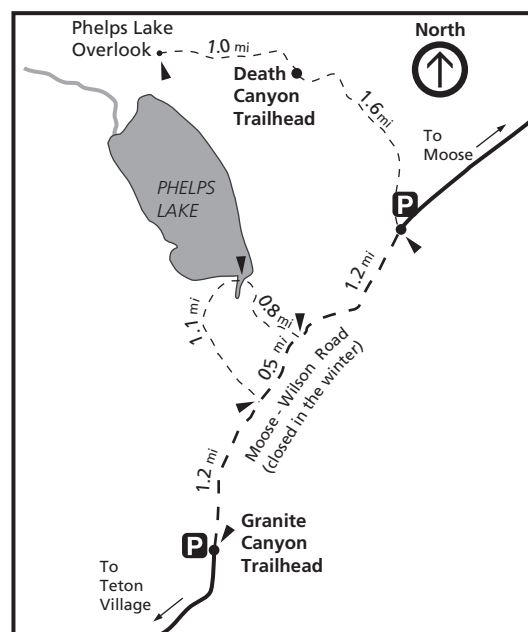 Phelps Lake
Overlook
1.0 mi
North
Death
Canyon
Trailhead
1.6 mi
To
Moose
P
PHELPS
LAKE
1.2 mi
0.8 mi
1.1 mi
0.5 mi
Moose - Wilson Road
(closed in the winter)
1.2 mi
P
Granite
Canyon
Trailhead
To
Teton
Village